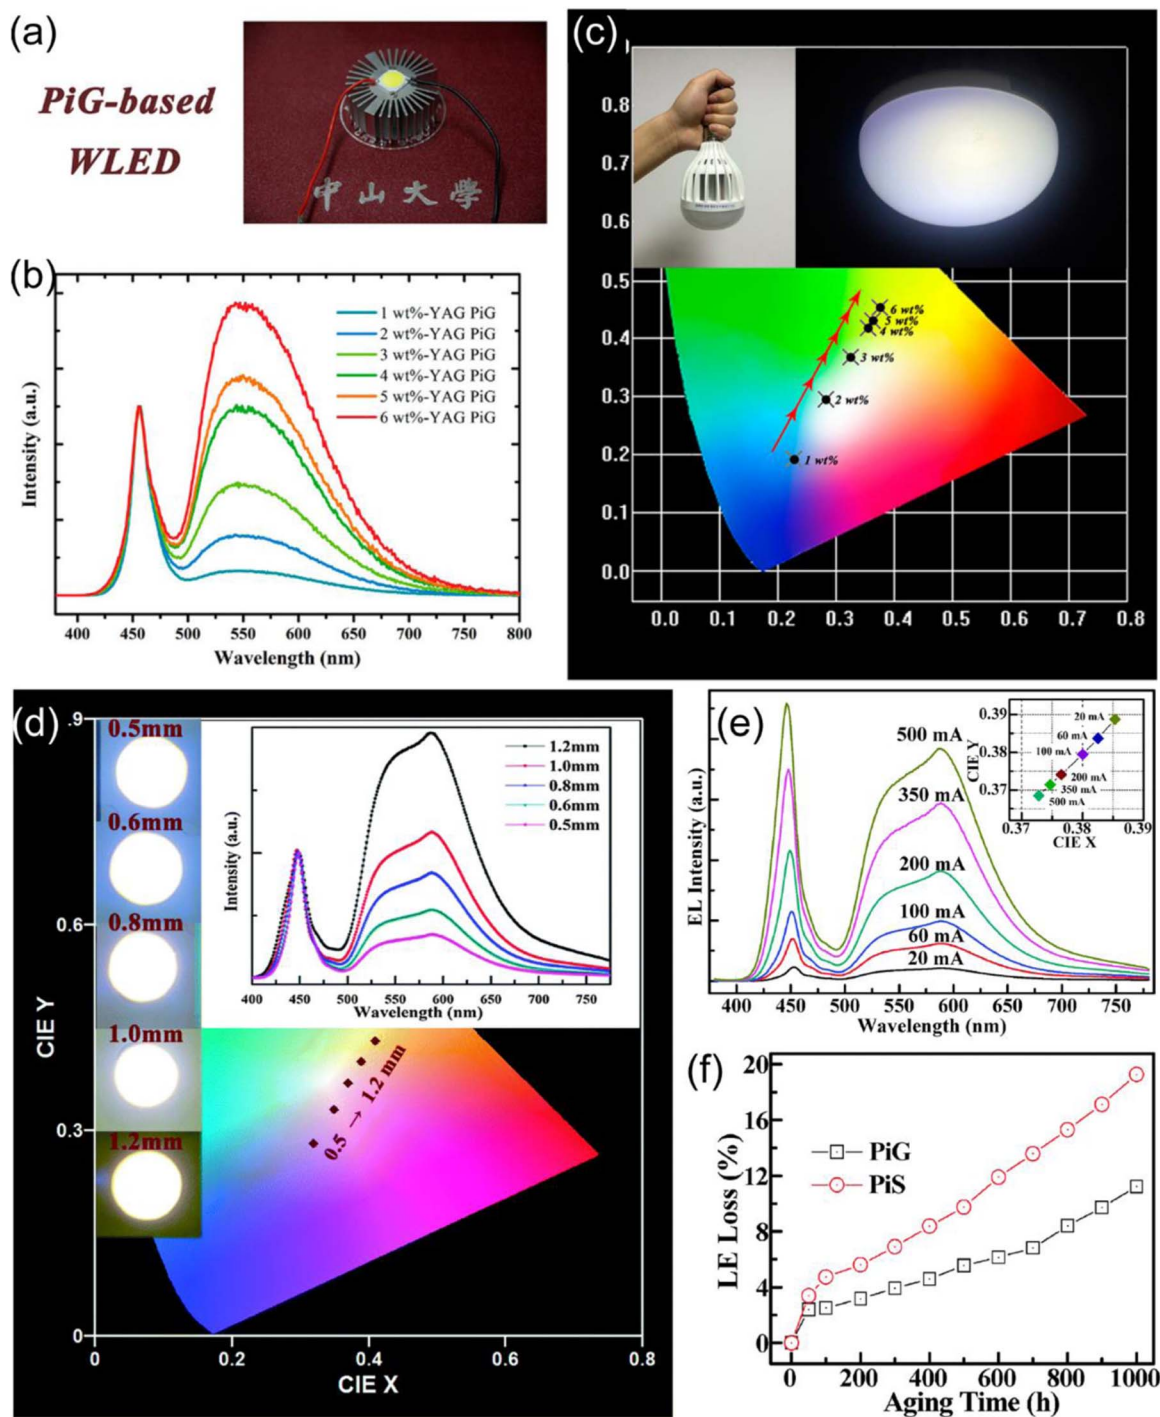 (a)
PiG-based
WLED
中山大學
(b)
Intensity (a.u.)
1 wt%-YAG PiG
2 wt%-YAG PiG
3 wt%-YAG PiG
4 wt%-YAG PiG
5 wt%-YAG PiG
6 wt%-YAG PiG
400 450 500 550 600 650 700 750 800
Wavelength (nm)
(c)
0.8
0.7
0.6
0.5
0.4
0.3
0.2
0.1
0.0
6 wt%
5 wt%
4 wt%
3 wt%
2 wt%
1 wt%
0.0 0.1 0.2 0.3 0.4 0.5 0.6 0.7 0.8
(d)
.9
0.6
0.3
0
CIE Y
0.5mm
0.6mm
0.8mm
1.0mm
1.2mm
Intensity (a.u.)
1.2mm
1.0mm
0.8mm
0.6mm
0.5mm
400 450 500 550 600 650 700 750
Wavelength (nm)
0.5 → 1.2 mm
0 0.2 0.4 0.6 0.8
CIE X
(e)
EL Intensity (a.u.)
500 mA
350 mA
200 mA
100 mA
60 mA
20 mA
400 450 500 550 600 650 700 750
Wavelength (nm)
CIE Y
0.39
0.38
0.37
20 mA
60 mA
100 mA
200 mA
350 mA
500 mA
0.37 0.38 0.39
CIE X
(f)
LE Loss (%)
20
16
12
8
4
0
PiG
PiS
0 200 400 600 800 1000
Aging Time (h)